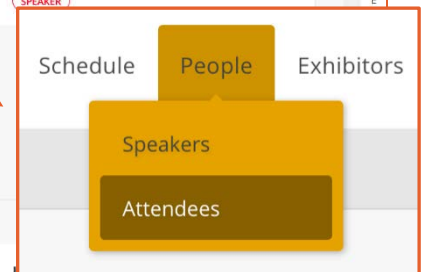 SPEAKER
E
Schedule People Exhibitors
Speakers
Attendees